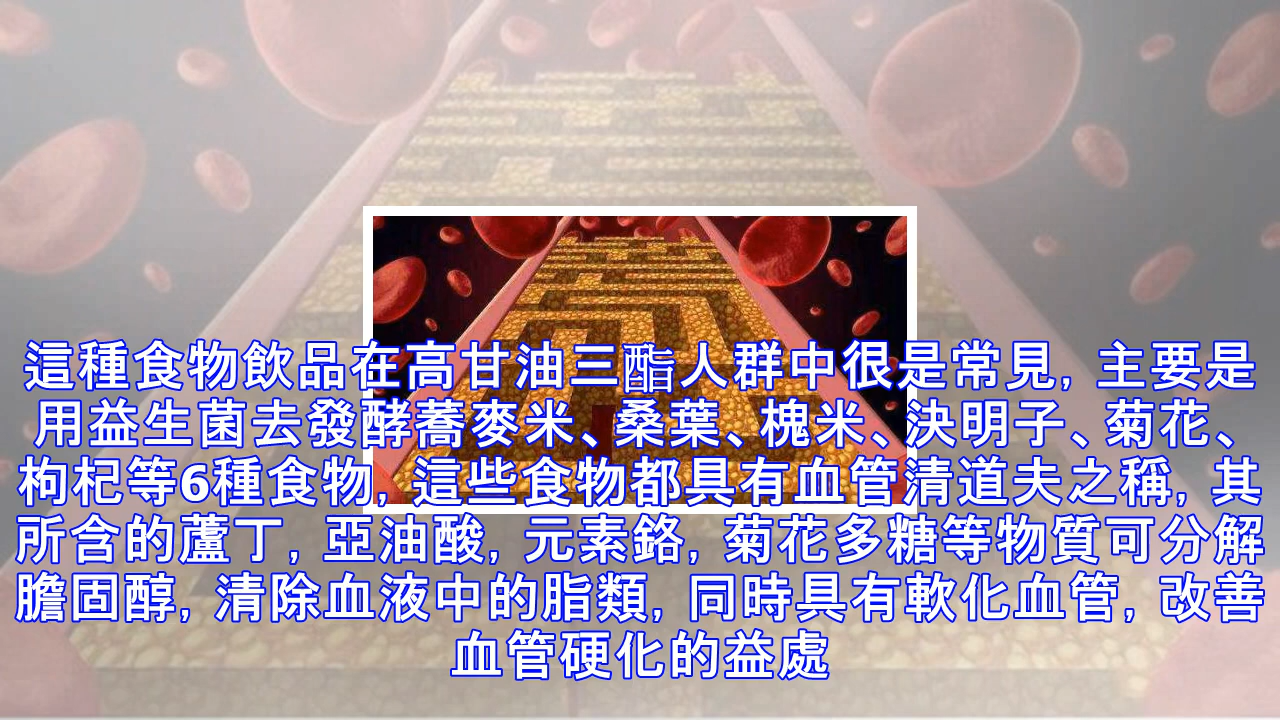 這種食物飲品在高甘油三酯人群中很是常見, 主要是
用益生菌去發酵蕎麥米、桑葉、槐米、決明子、菊花、
枸杞等6種食物, 這些食物都具有血管清道夫之稱, 其
所含的蘆丁, 亞油酸, 元素鉻, 菊花多糖等物質可分解
膽固醇, 清除血液中的脂類, 同時具有軟化血管, 改善
血管硬化的益處